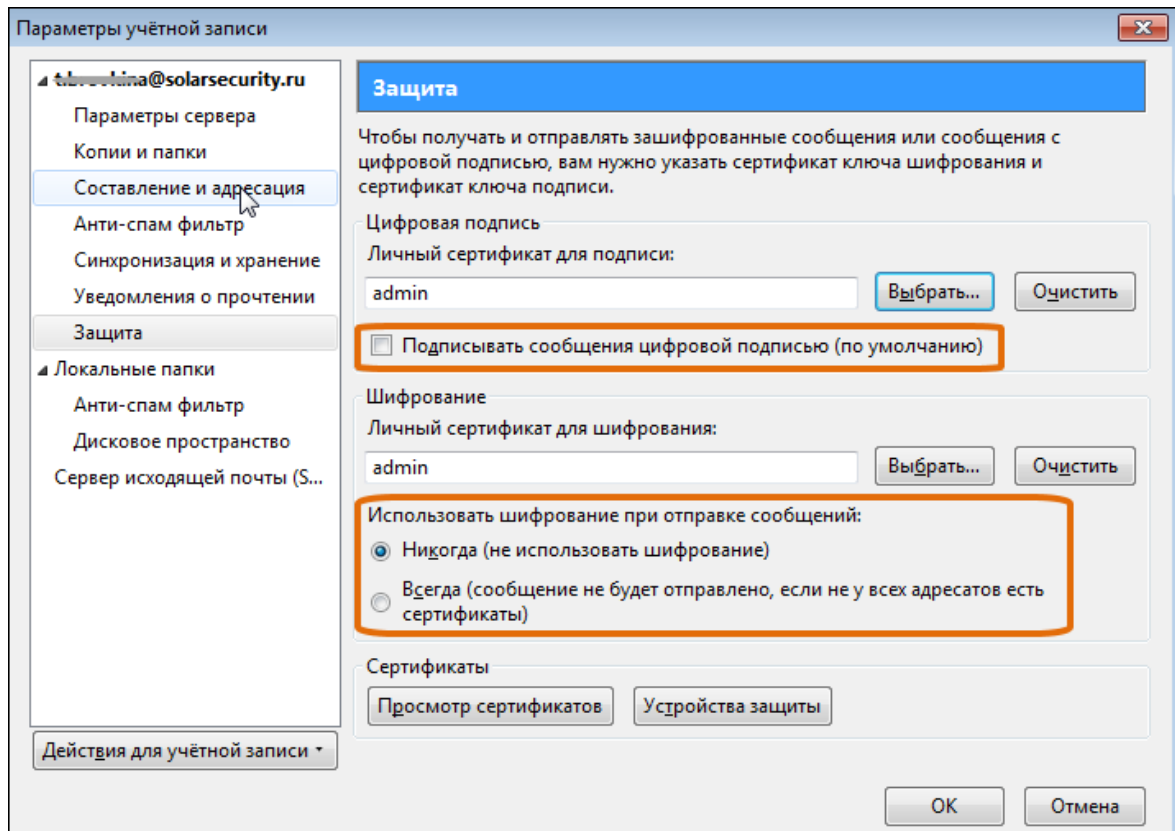 Параметры учётной записи
@solarsecurity.ru
Параметры сервера
Копии и папки
Составление и адресация
Анти-спам фильтр
Синхронизация и хранение
Уведомления о прочтении
Защита
Локальные папки
Анти-спам фильтр
Дисковое пространство
Сервер исходящей почты (S...
Действия для учётной записи
Защита
Чтобы получать и отправлять зашифрованные сообщения или сообщения с
цифровой подписью, вам нужно указать сертификат ключа шифрования и
сертификат ключа подписи.
Цифровая подпись
Личный сертификат для подписи:
admin
Выбрать...
Очистить
Подписывать сообщения цифровой подписью (по умолчанию)
Шифрование
Личный сертификат для шифрования:
admin
Выбрать...
Очистить
Использовать шифрование при отправке сообщений:
Никогда (не использовать шифрование)
Всегда (сообщение не будет отправлено, если не у всех адресатов есть
сертификаты)
Сертификаты
Просмотр сертификатов
Устройства защиты
ОК
Отмена